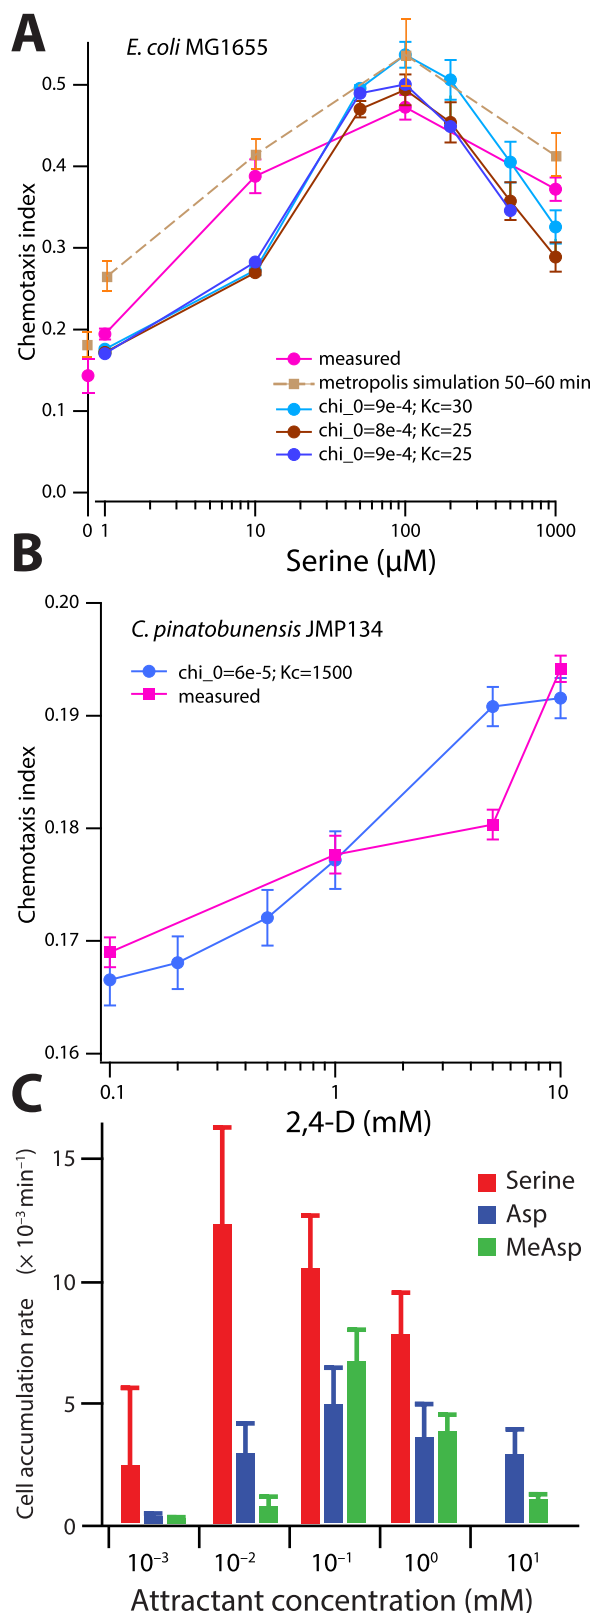 A
E. coli MG1655
0.5
0.4
0.3
0.2
0.1
0.0
Chemotaxis index
measured
metropolis simulation 50–60 min
chi_0=9e-4; Kc=30
chi_0=8e-4; Kc=25
chi_0=9e-4; Kc=25
0 1 10 100 1000
Serine (µM)
B
C. pinatobunensis JMP134
chi_0=6e-5; Kc=1500
measured
0.20
0.19
0.18
0.17
0.16
Chemotaxis index
0.1 1 10
2,4-D (mM)
C
Serine
Asp
MeAsp
15
10
5
0
Cell accumulation rate (× 10⁻³ min⁻¹)
10⁻³ 10⁻² 10⁻¹ 10⁰ 10¹
Attractant concentration (mM)